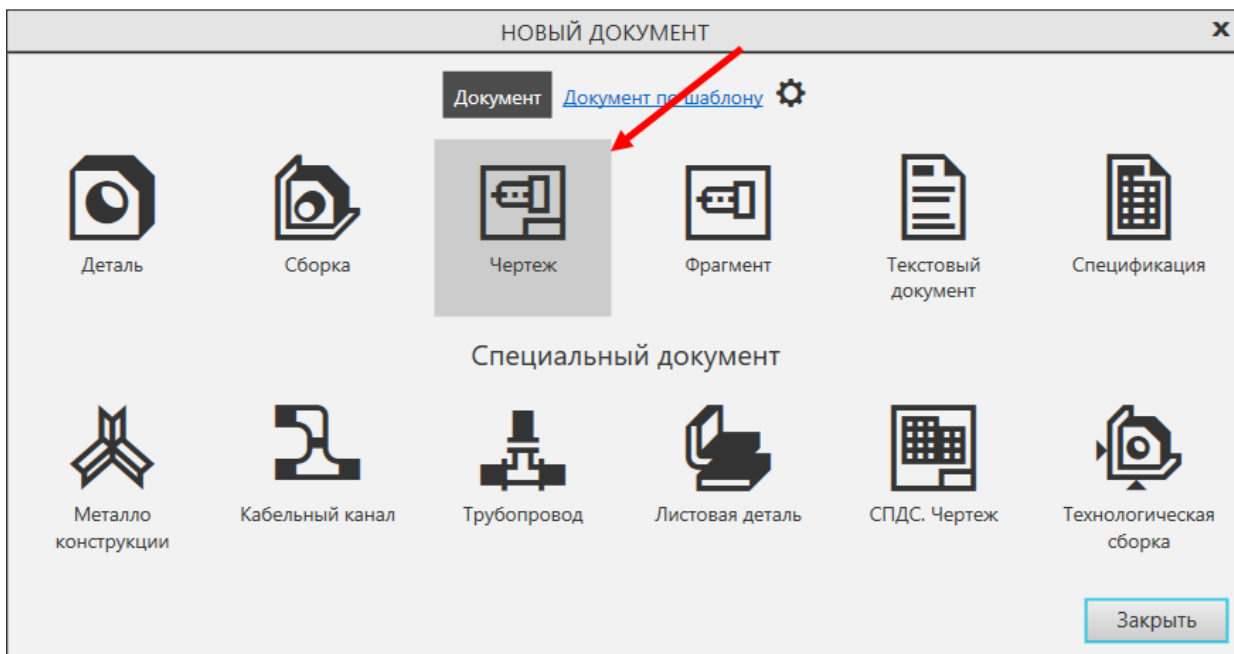 НОВЫЙ ДОКУМЕНТ x
Документ Документ по шаблону
Деталь Сборка Чертеж Фрагмент Текстовый документ Спецификация
Специальный документ
Металло конструкции Кабельный канал Трубопровод Листовая деталь СПДС. Чертеж Технологическая сборка
Закрыть